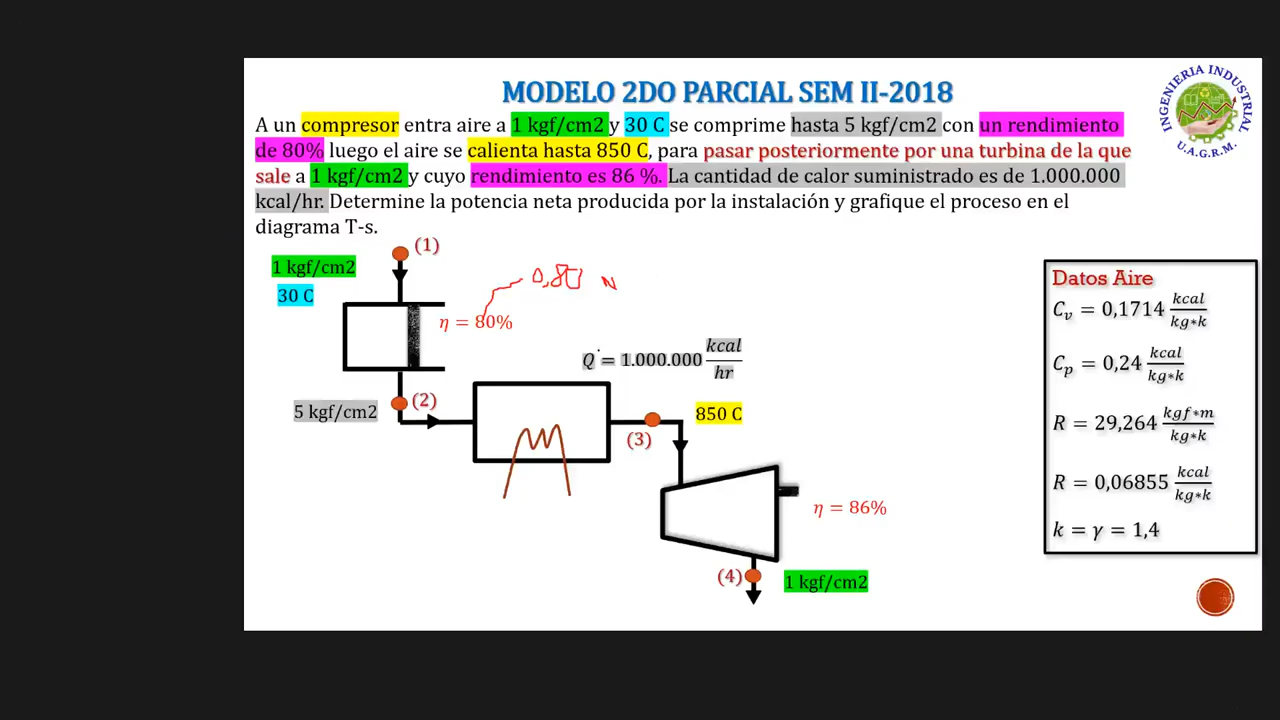 MODELO 2DO PARCIAL SEM II-2018
A un compresor entra aire a 1 kgf/cm2 y 30 C se comprime hasta 5 kgf/cm2 con un rendimiento
de 80% luego el aire se calienta hasta 850 C, para pasar posteriormente por una turbina de la que
sale a 1 kgf/cm2 y cuyo rendimiento es 86 %. La cantidad de calor suministrado es de 1.000.000
kcal/hr. Determine la potencia neta producida por la instalación y grafique el proceso en el
diagrama T-s.
INGENIERIA INDUSTRIAL
U.A.G.R.M.
(1)
1 kgf/cm2
30 C
0,80 N
η = 80%
Q̇ = 1.000.000 kcal/hr
5 kgf/cm2
(2)
850 C
(3)
η = 86%
(4)
1 kgf/cm2
Datos Aire
Cv = 0,1714 kcal/kg∗k
Cp = 0,24 kcal/kg∗k
R = 29,264 kgf∗m/kg∗k
R = 0,06855 kcal/kg∗k
k = γ = 1,4